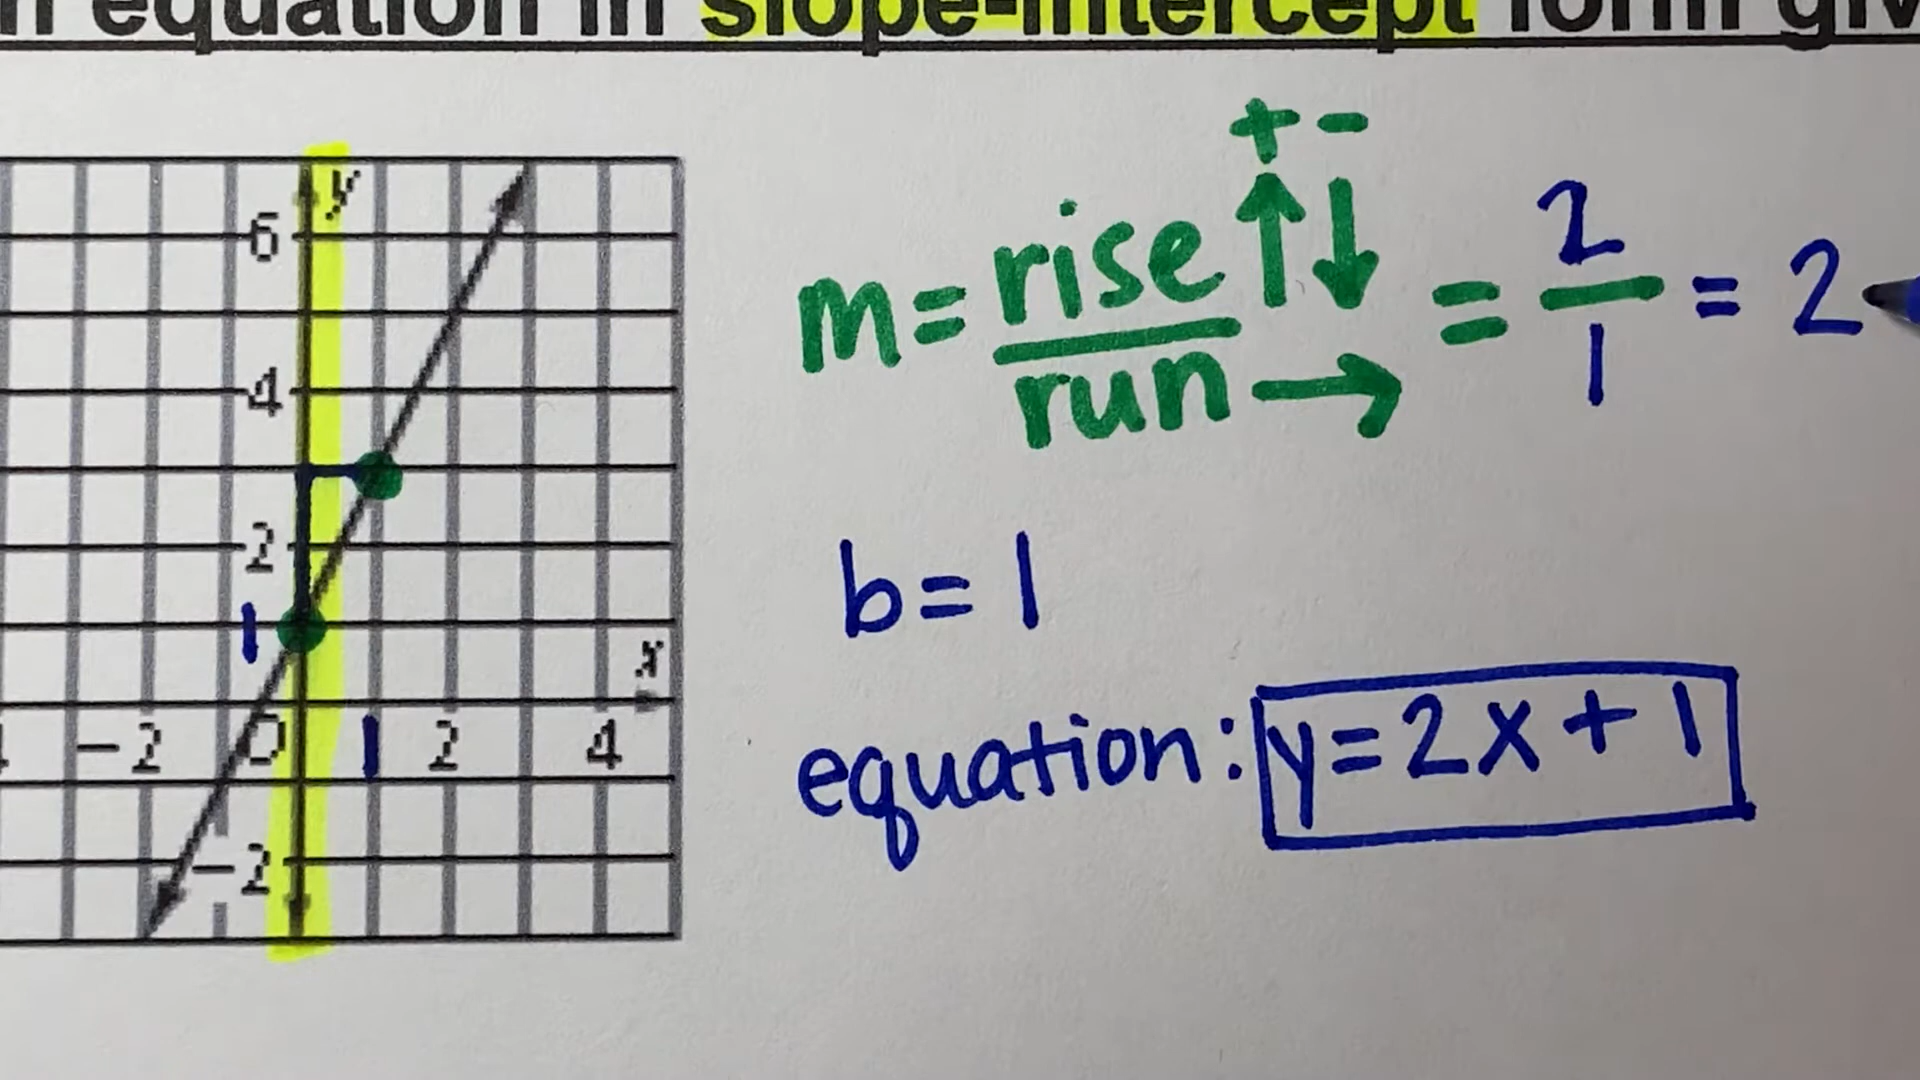 n equation in slope-intercept form giv
y
6
4
2
1
x
-2 0 1 2 4
-2
+ -
m = rise/run ↑↓ → = 2/1 = 2
b = 1
equation: y = 2x + 1